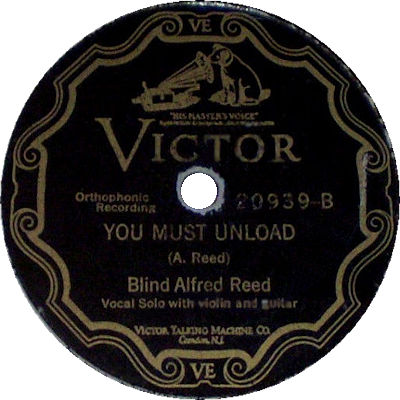 VE
"HIS MASTER'S VOICE"
VICTOR
Orthophonic
Recording
20939-B
YOU MUST UNLOAD
(A. Reed)
Blind Alfred Reed
Vocal Solo with violin and guitar
VICTOR TALKING MACHINE CO.
Camden, N.J.
VE